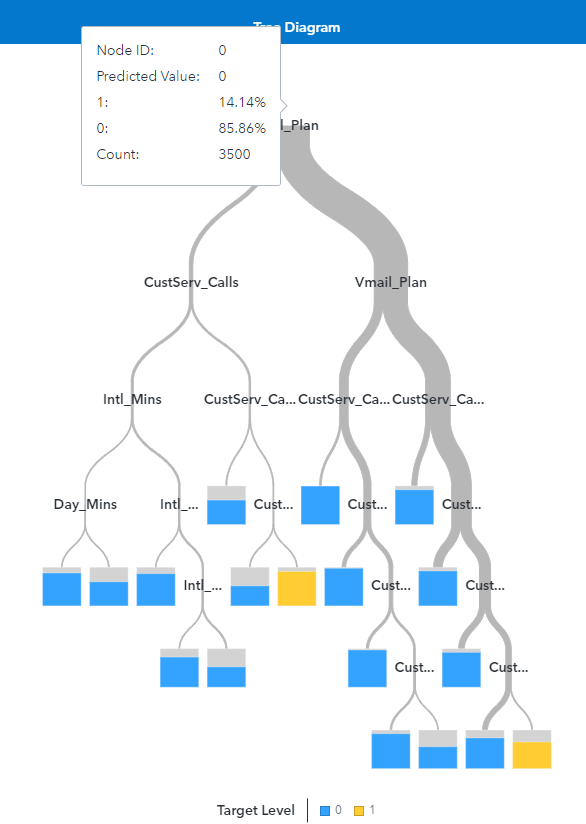 Tree Diagram
Node ID: 0
Predicted Value: 0
1: 14.14%
0: 85.86%
Count: 3500
l_Plan
CustServ_Calls Vmail_Plan
Intl_Mins CustServ_Ca... CustServ_Ca... CustServ_Ca...
Day_Mins Intl_... Cust... Cust... Cust...
Intl_... Cust... Cust...
Cust... Cust...
Target Level 0 1